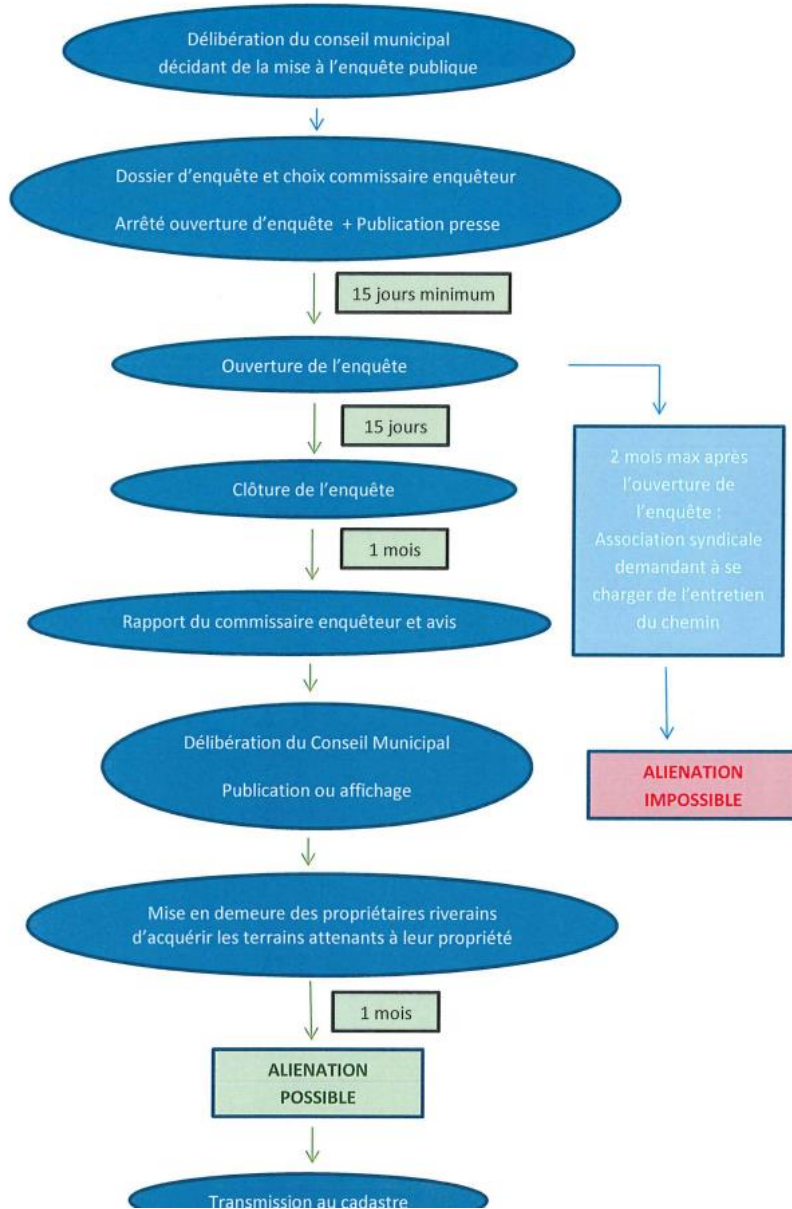 Délibération du conseil municipal
décidant de la mise à l'enquête publique
Dossier d'enquête et choix commissaire enquêteur
Arrêté ouverture d'enquête + Publication presse
15 jours minimum
Ouverture de l'enquête
15 jours
Clôture de l'enquête
1 mois
Rapport du commissaire enquêteur et avis
Délibération du Conseil Municipal
Publication ou affichage
Mise en demeure des propriétaires riverains
d'acquérir les terrains attenants à leur propriété
1 mois
ALIENATION
POSSIBLE
Transmission au cadastre
2 mois max après
l'ouverture de
l'enquête :
Association syndicale
demandant à se
charger de l'entretien
du chemin
ALIENATION
IMPOSSIBLE